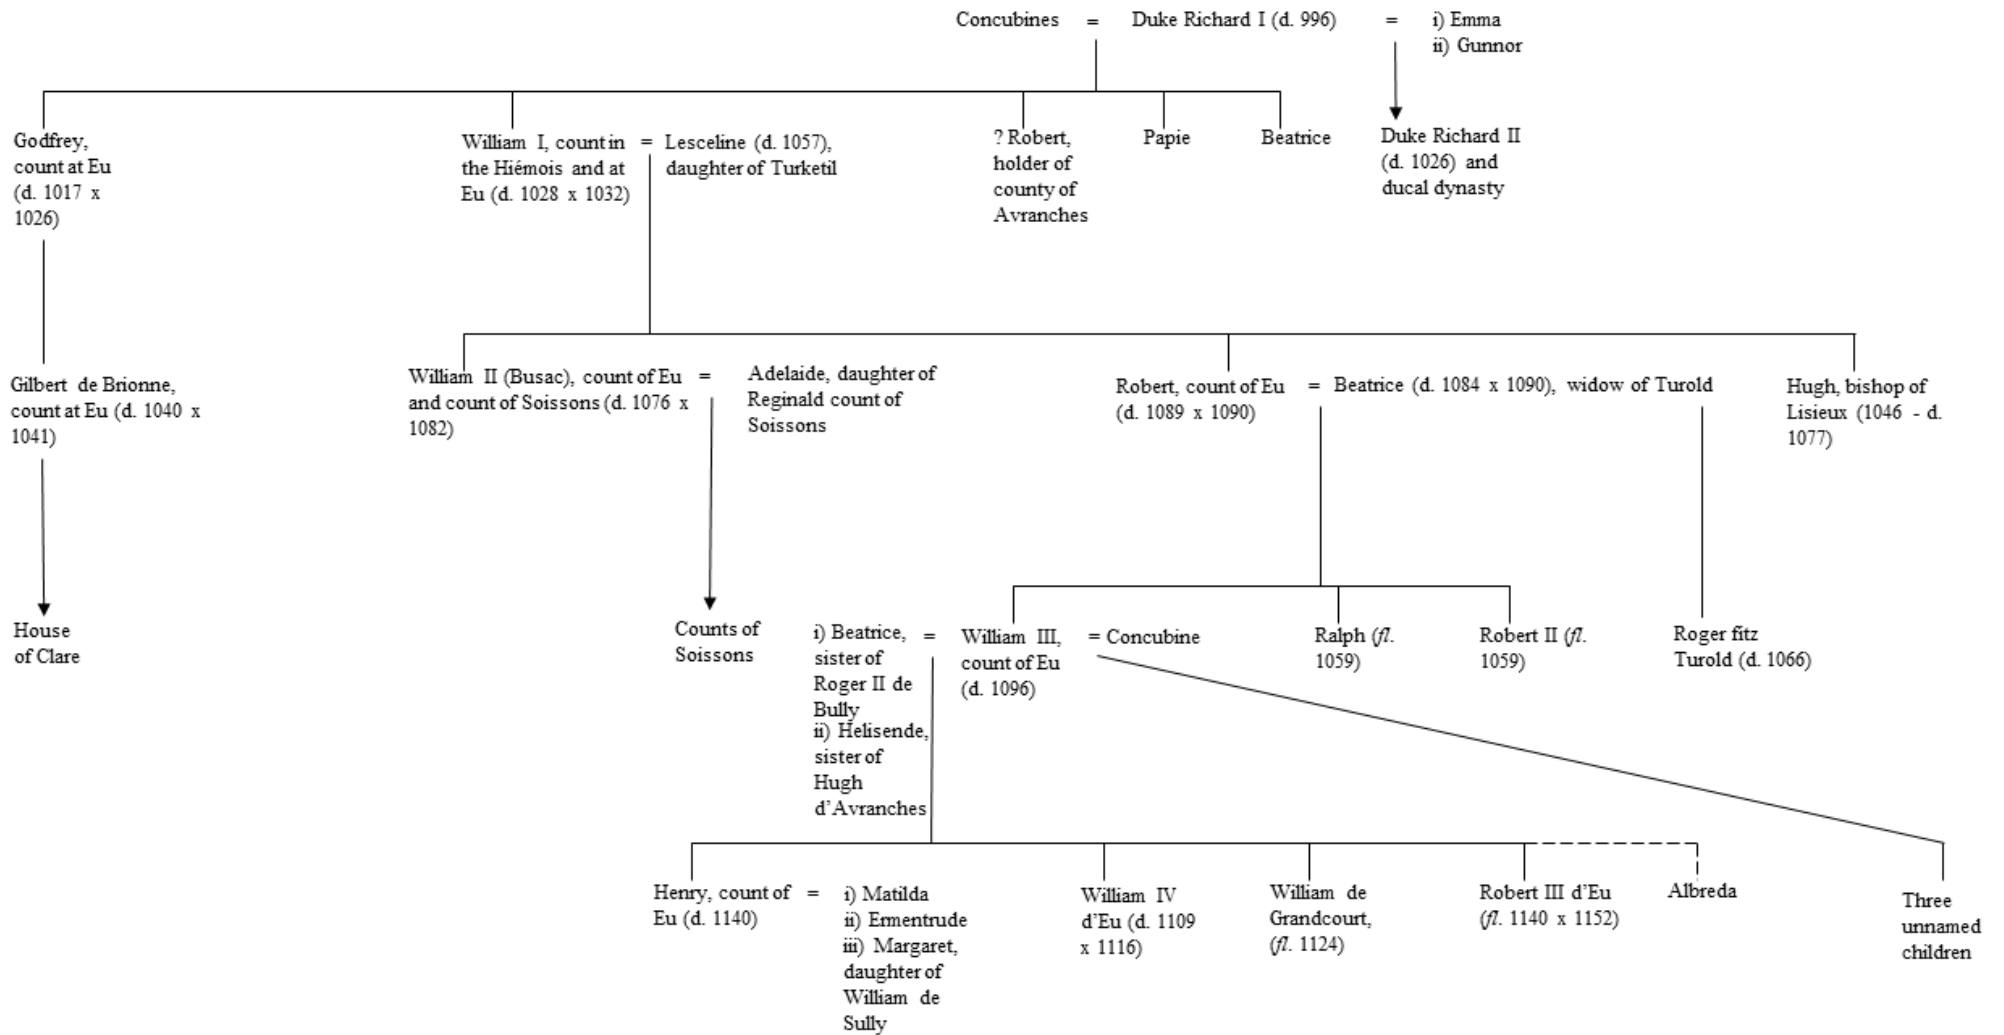 Concubines = Duke Richard I (d. 996) = i) Emma
ii) Gunnor
Godfrey,
count at Eu
(d. 1017 x
1026)
William I, count in
the Hiémois and at
Eu (d. 1028 x 1032)
= Lesceline (d. 1057),
daughter of Turketil
? Robert,
holder of
county of
Avranches
Papie
Beatrice
Duke Richard II
(d. 1026) and
ducal dynasty
Gilbert de Brionne,
count at Eu (d. 1040 x
1041)
William II (Busac), count of Eu =
and count of Soissons (d. 1076 x
1082)
Adelaide, daughter of
Reginald count of
Soissons
Robert, count of Eu
(d. 1089 x 1090)
= Beatrice (d. 1084 x 1090), widow of Turold
Hugh, bishop of
Lisieux (1046 - d.
1077)
House
of Clare
Counts of
Soissons
i) Beatrice, =
sister of
Roger II de
Bully
ii) Helisende,
sister of
Hugh
d'Avranches
William III,
count of Eu
(d. 1096)
= Concubine
Ralph (fl.
1059)
Robert II (fl.
1059)
Roger fitz
Turold (d. 1066)
Henry, count of =
Eu (d. 1140)
i) Matilda
ii) Ermentrude
iii) Margaret,
daughter of
William de
Sully
William IV
d'Eu (d. 1109
x 1116)
William de
Grandcourt,
(fl. 1124)
Robert III d'Eu
(fl. 1140 x 1152)
Albreda
Three
unnamed
children